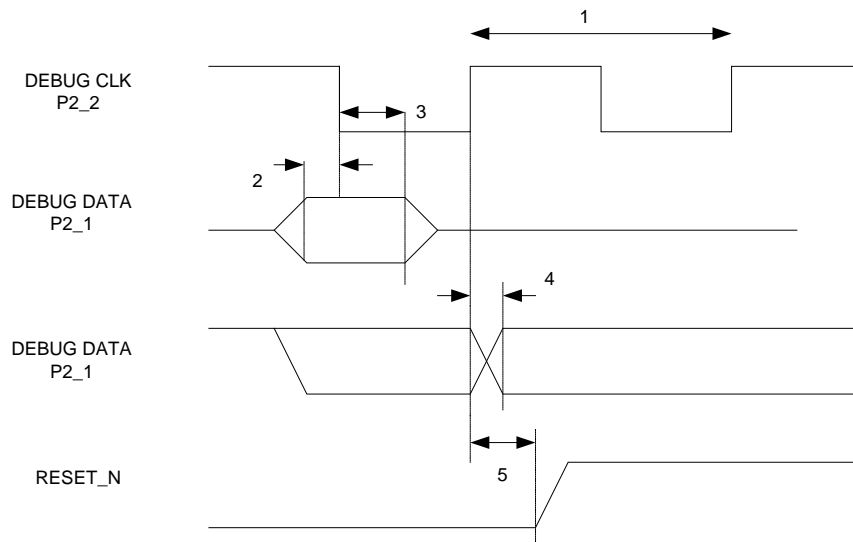 1
DEBUG CLK
P2_2
3
2
DEBUG DATA
P2_1
4
DEBUG DATA
P2_1
5
RESET_N